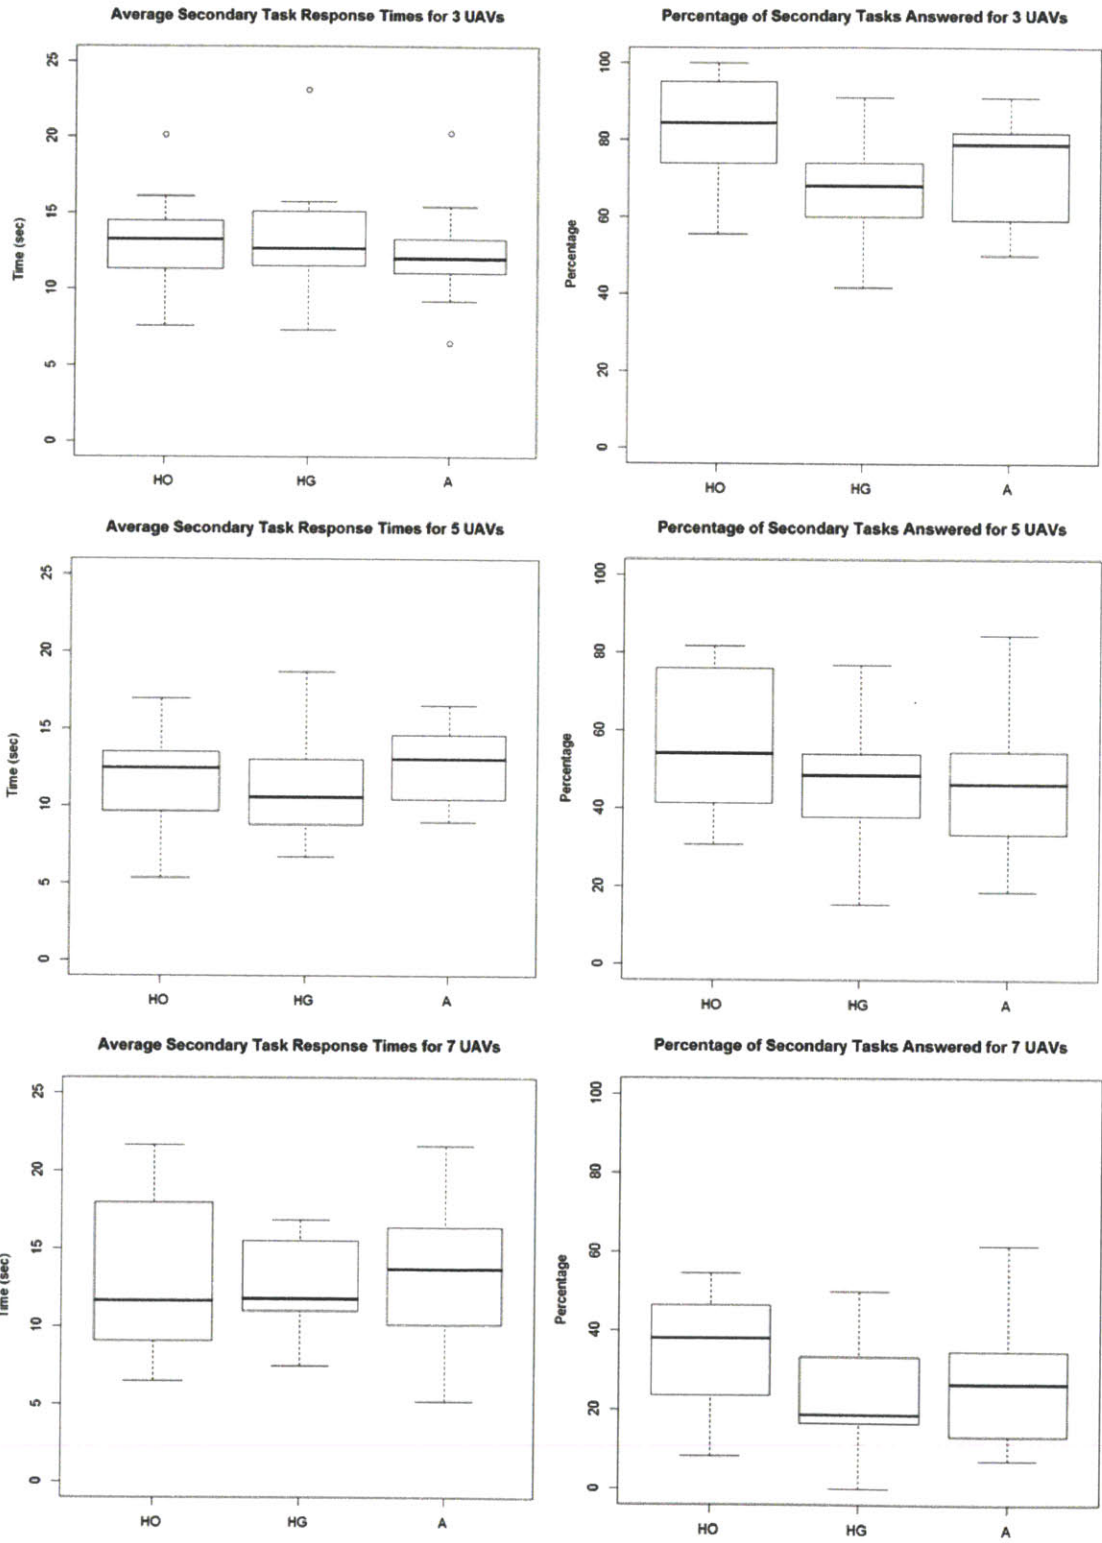 Average Secondary Task Response Times for 3 UAVs
25
20
15
10
5
0
Time (sec)
HO HG A
Percentage of Secondary Tasks Answered for 3 UAVs
100
80
60
40
20
0
Percentage
HO HG A
Average Secondary Task Response Times for 5 UAVs
25
20
15
10
5
0
Time (sec)
HO HG A
Percentage of Secondary Tasks Answered for 5 UAVs
100
80
60
40
20
0
Percentage
HO HG A
Average Secondary Task Response Times for 7 UAVs
25
20
15
10
5
0
Time (sec)
HO HG A
Percentage of Secondary Tasks Answered for 7 UAVs
100
80
60
40
20
0
Percentage
HO HG A